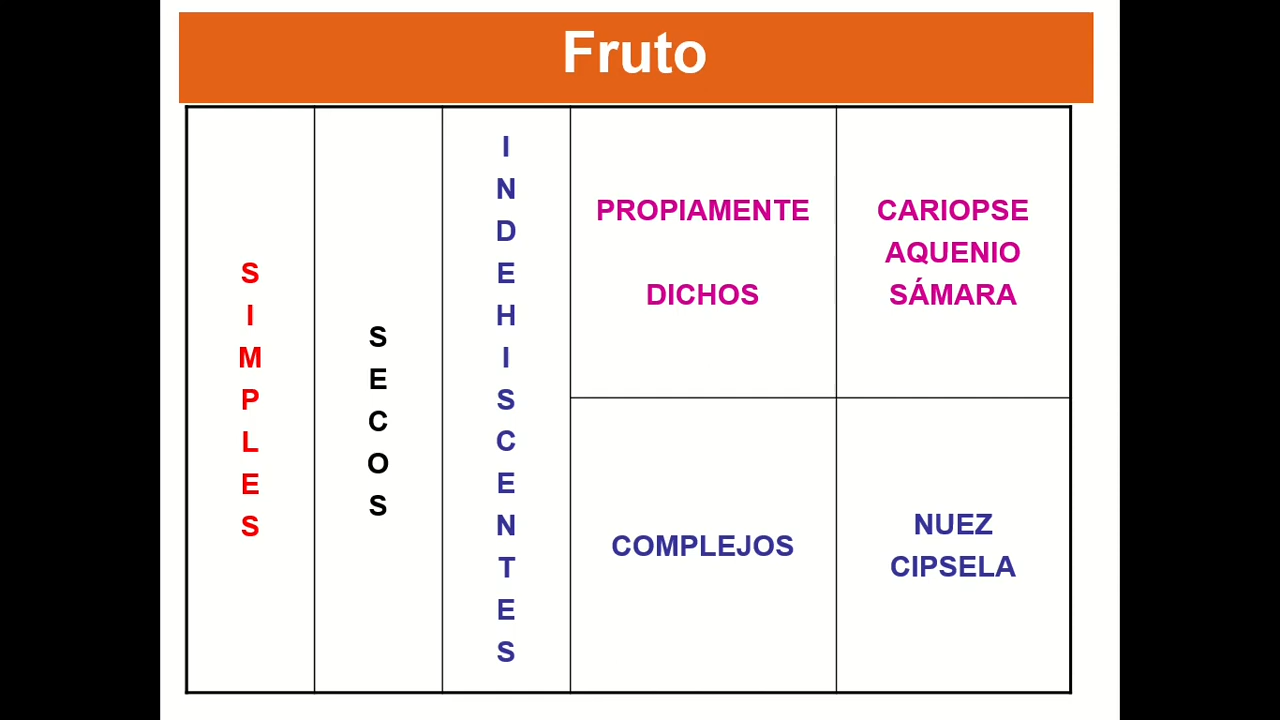 Fruto
SIMPLES
SECOS
INDEHISCENTES
PROPIAMENTE
DICHOS
CARIOPSE
AQUENIO
SÁMARA
COMPLEJOS
NUEZ
CIPSELA